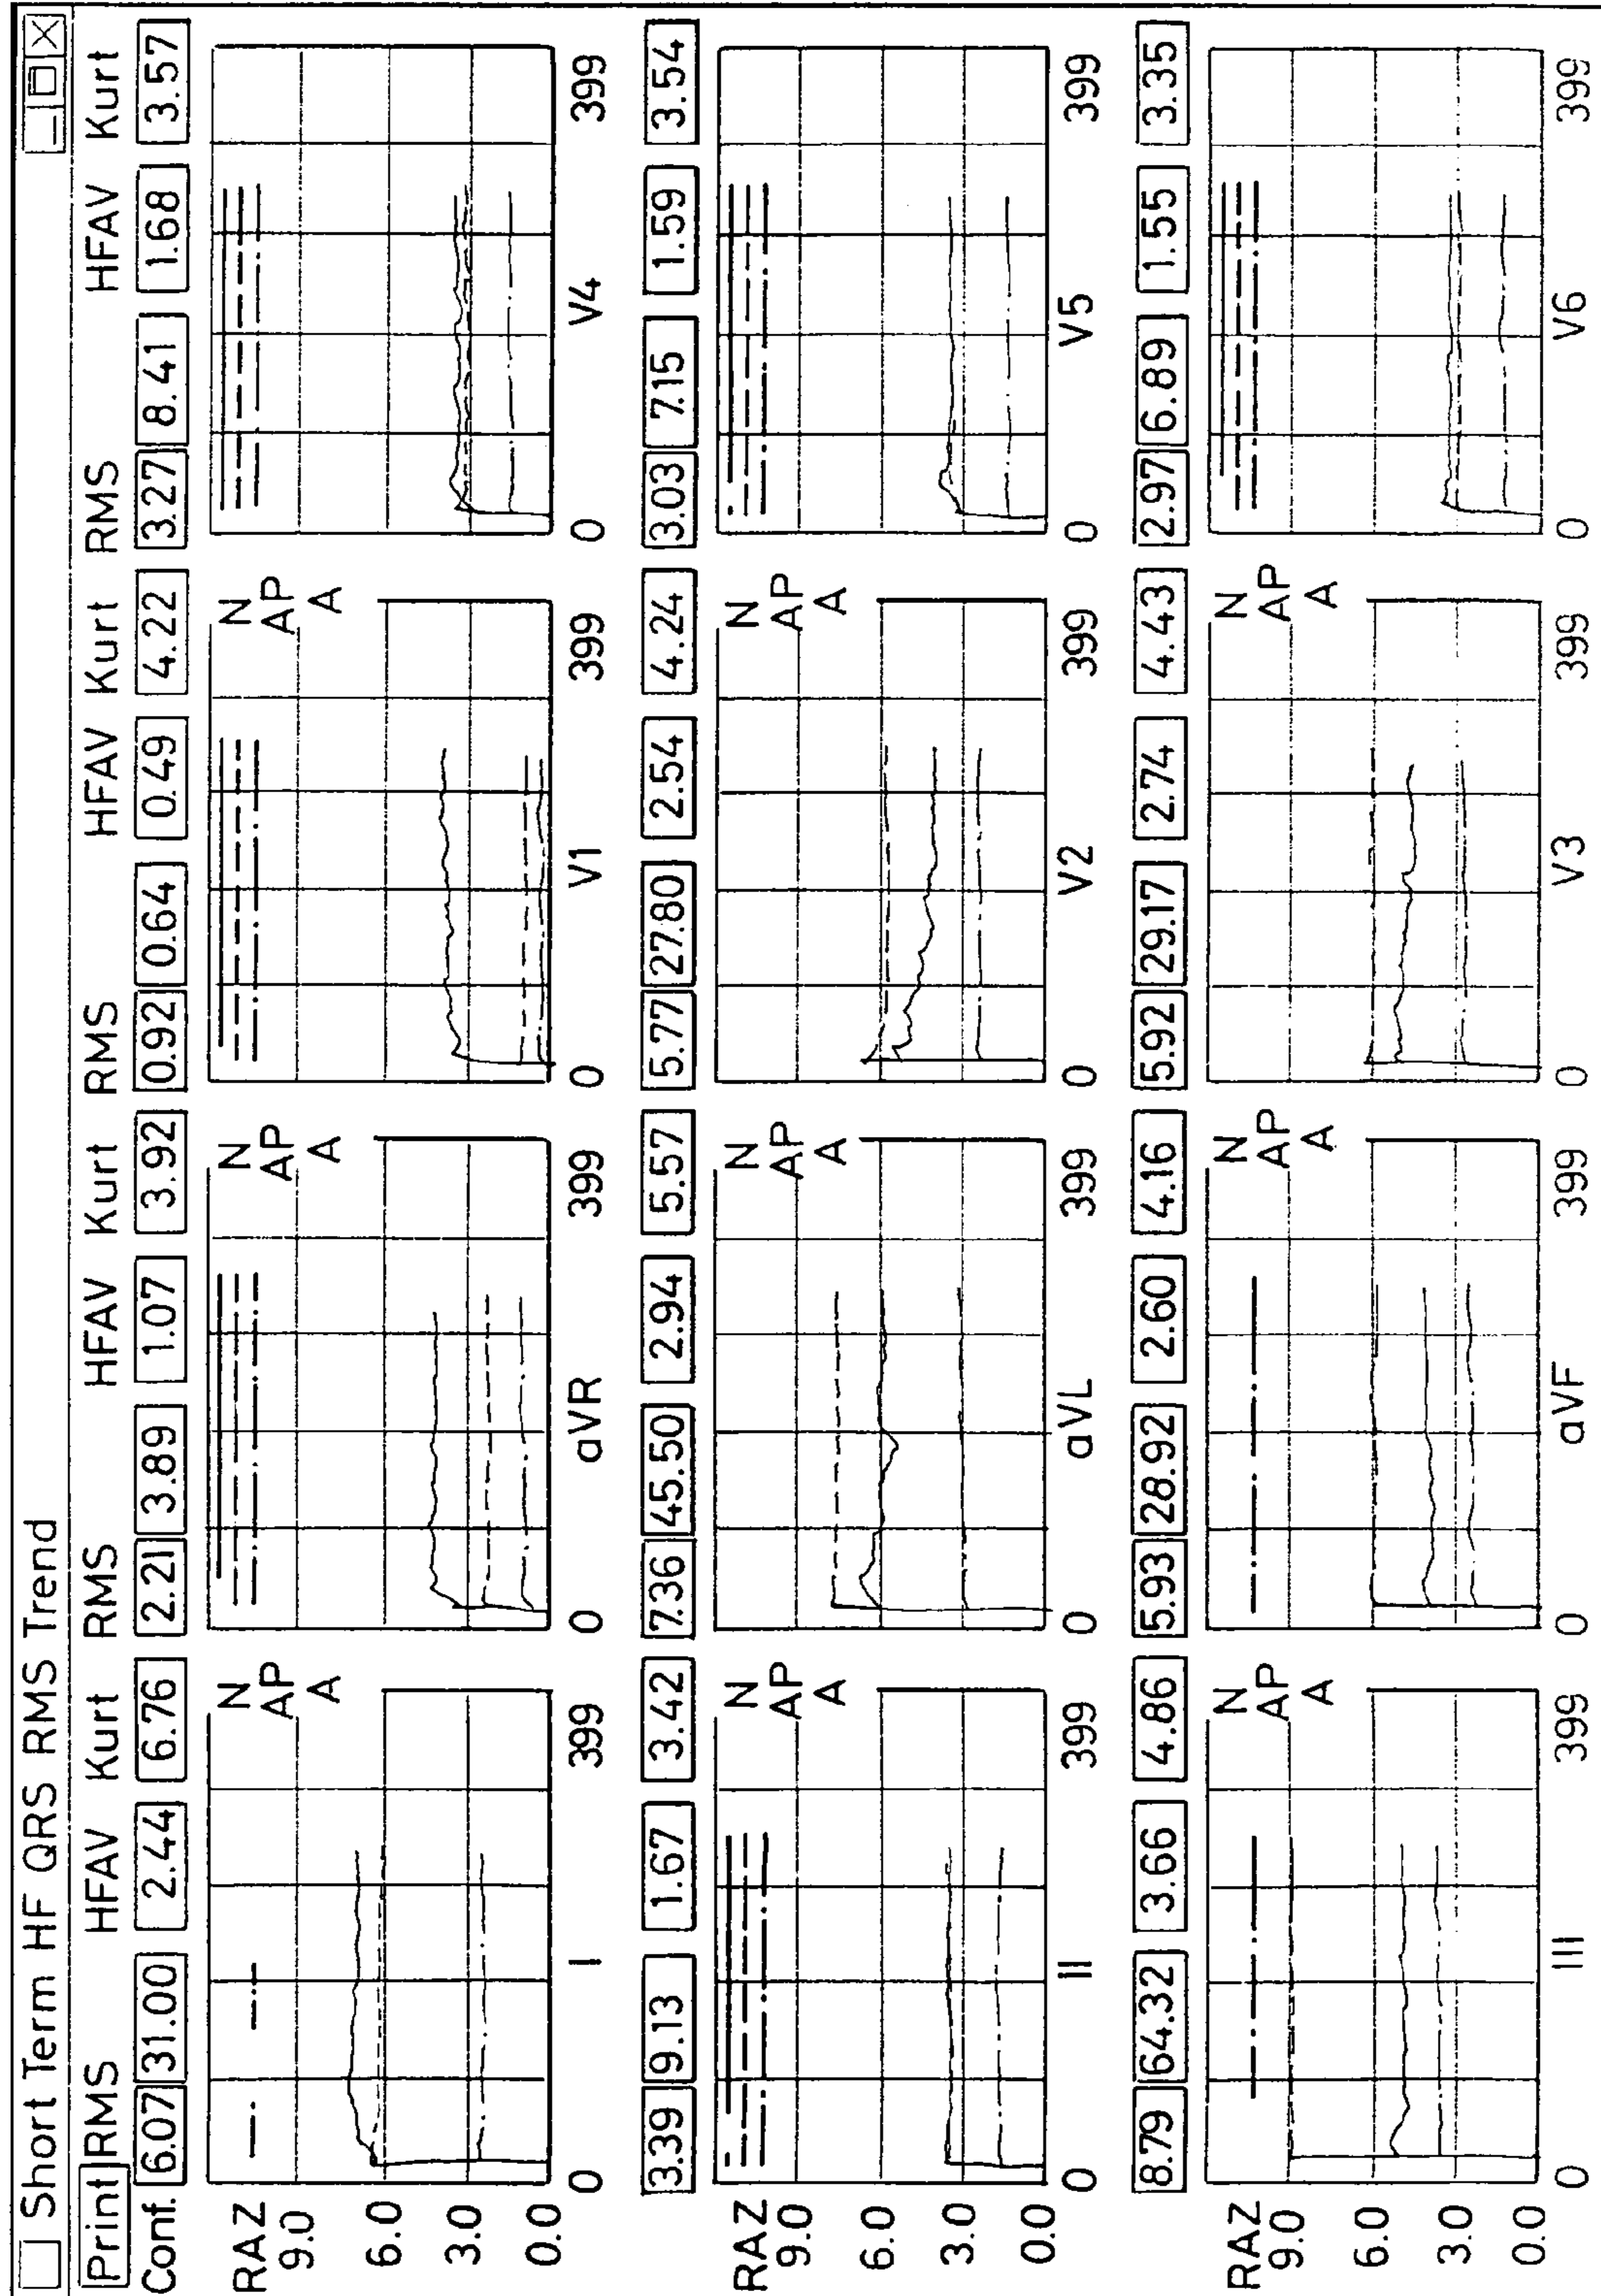 Short Term HF QRS RMS Trend
Print RMS HFAV Kurt RMS HFAV Kurt RMS HFAV Kurt RMS HFAV Kurt
Conf. 6.07 31.00 2.44 6.76 2.21 3.89 1.07 3.92 0.92 0.64 0.49 4.22 3.27 8.41 1.68 3.57
RAZ N N N
9.0 AP AP AP
A A A
6.0
3.0
0.0
0 I 399 0 aVR 399 0 V1 399 0 V4 399
3.39 9.13 1.67 3.42 7.36 45.50 2.94 5.57 5.77 27.80 2.54 4.24 3.03 7.15 1.59 3.54
RAZ N N N
9.0 AP AP AP
A A A
6.0
3.0
0.0
0 II 399 0 aVL 399 0 V2 399 0 V5 399
8.79 64.32 3.66 4.86 5.93 28.92 2.60 4.16 5.92 29.17 2.74 4.43 2.97 6.89 1.55 3.35
RAZ N N N
9.0 AP AP AP
A A A
6.0
3.0
0.0
0 III 399 0 aVF 399 0 V3 399 0 V6 399